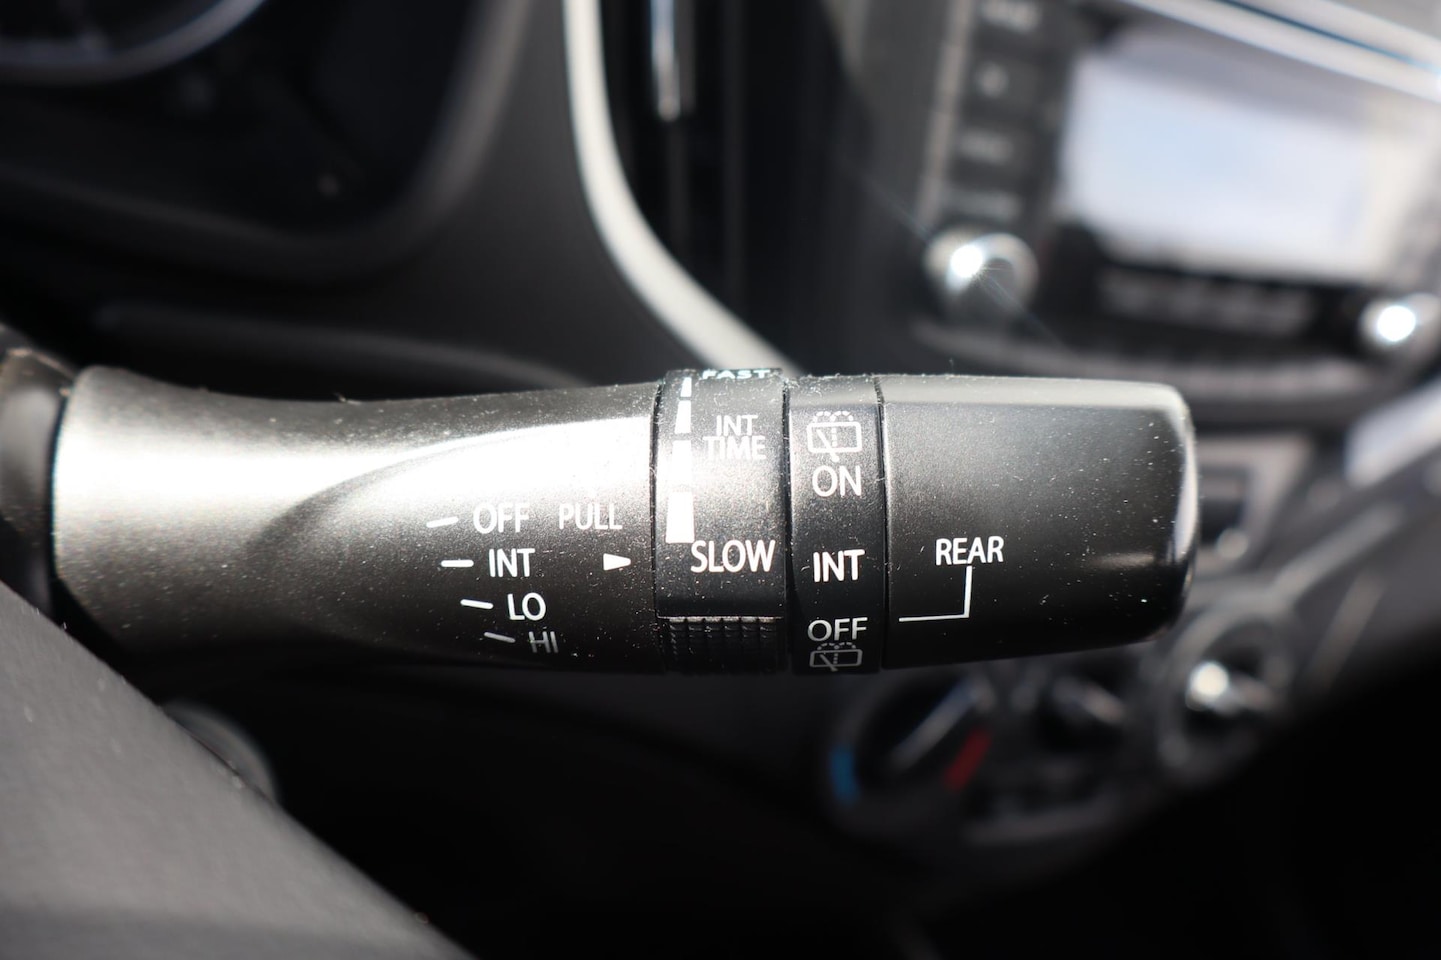 FAST
INT
TIME
SLOW
OFF PULL
INT
LO
HI
ON
INT
OFF
REAR